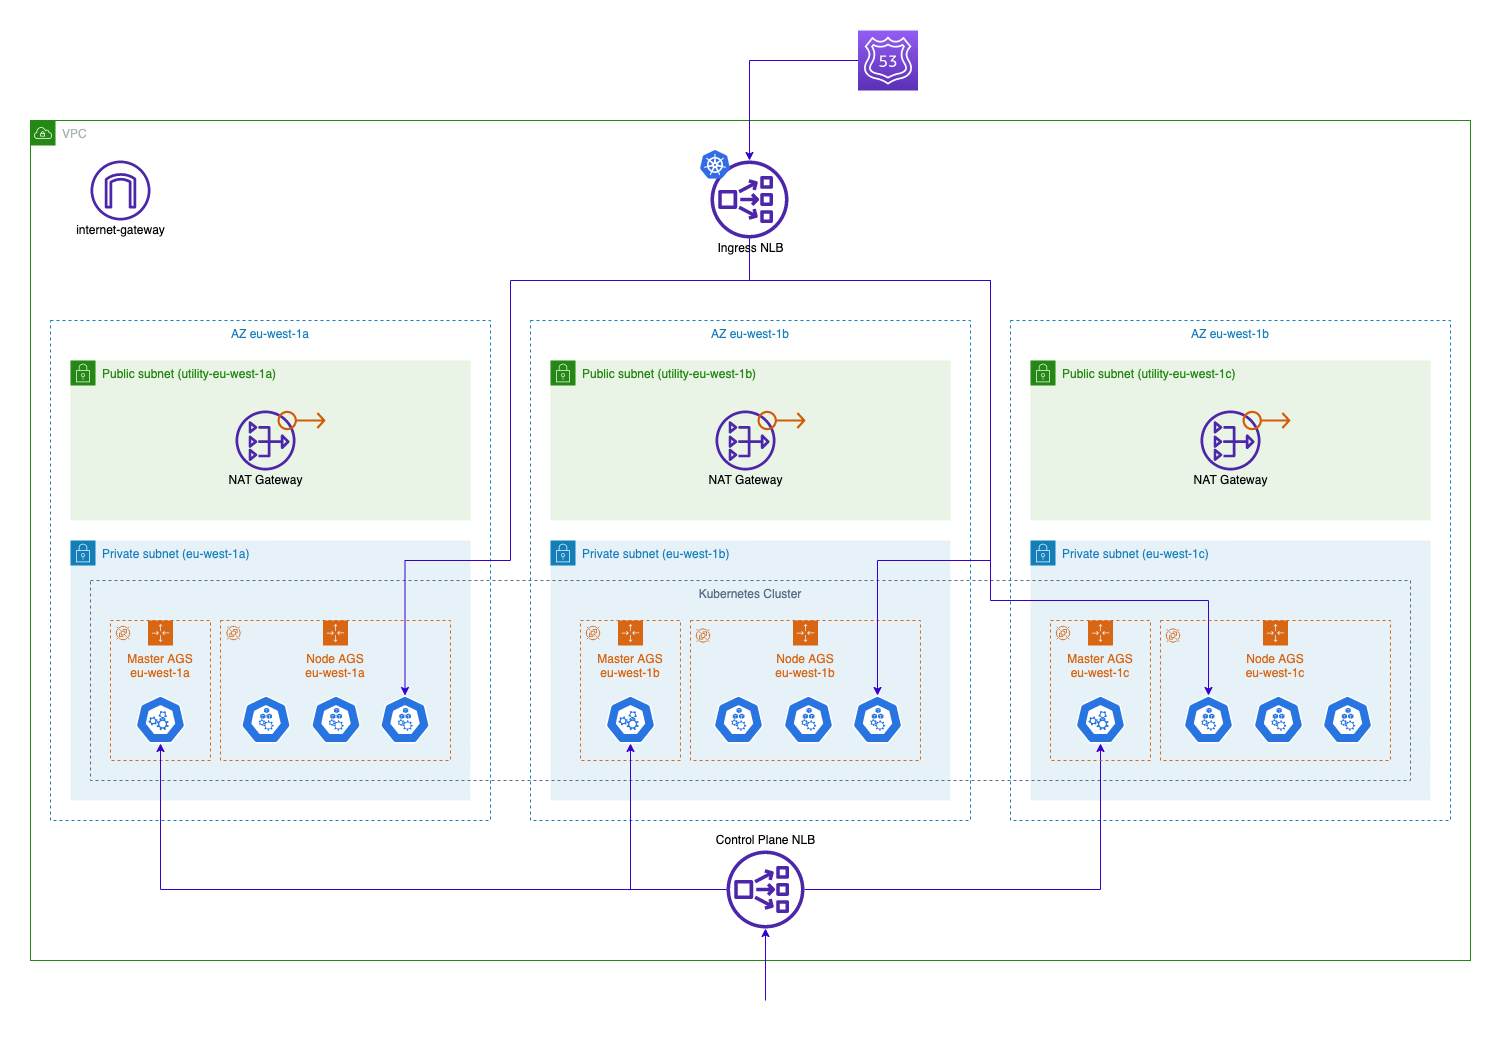 53
VPC
internet-gateway
Ingress NLB
AZ eu-west-1a
AZ eu-west-1b
AZ eu-west-1b
Public subnet (utility-eu-west-1a)
Public subnet (utility-eu-west-1b)
Public subnet (utility-eu-west-1c)
NAT Gateway
NAT Gateway
NAT Gateway
Private subnet (eu-west-1a)
Private subnet (eu-west-1b)
Private subnet (eu-west-1c)
Kubernetes Cluster
Master AGS
eu-west-1a
Node AGS
eu-west-1a
Master AGS
eu-west-1b
Node AGS
eu-west-1b
Master AGS
eu-west-1c
Node AGS
eu-west-1c
Control Plane NLB